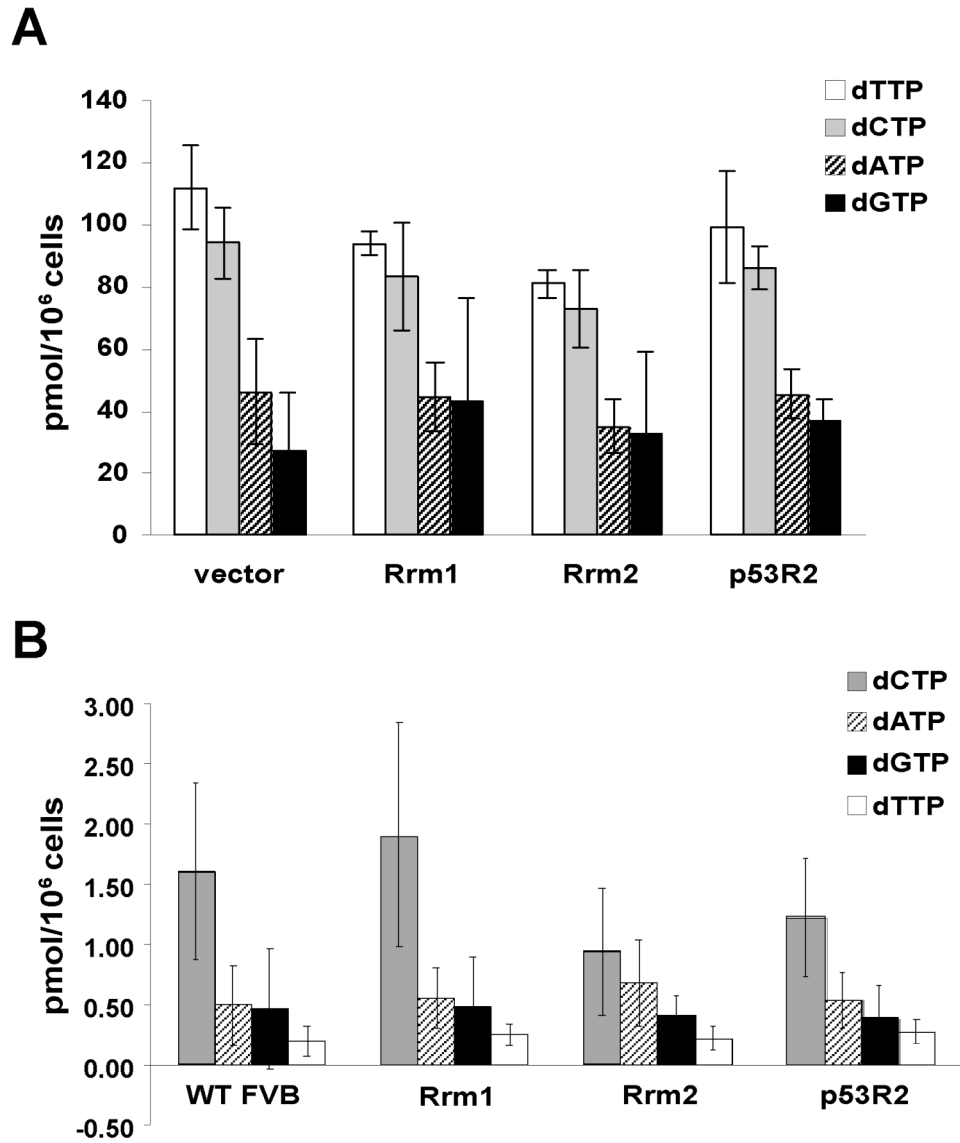 A
pmol/10⁶ cells
140
120
100
80
60
40
20
0
dTTP
dCTP
dATP
dGTP
vector Rrm1 Rrm2 p53R2
B
pmol/10⁶ cells
3.00
2.50
2.00
1.50
1.00
0.50
0.00
-0.50
dCTP
dATP
dGTP
dTTP
WT FVB Rrm1 Rrm2 p53R2